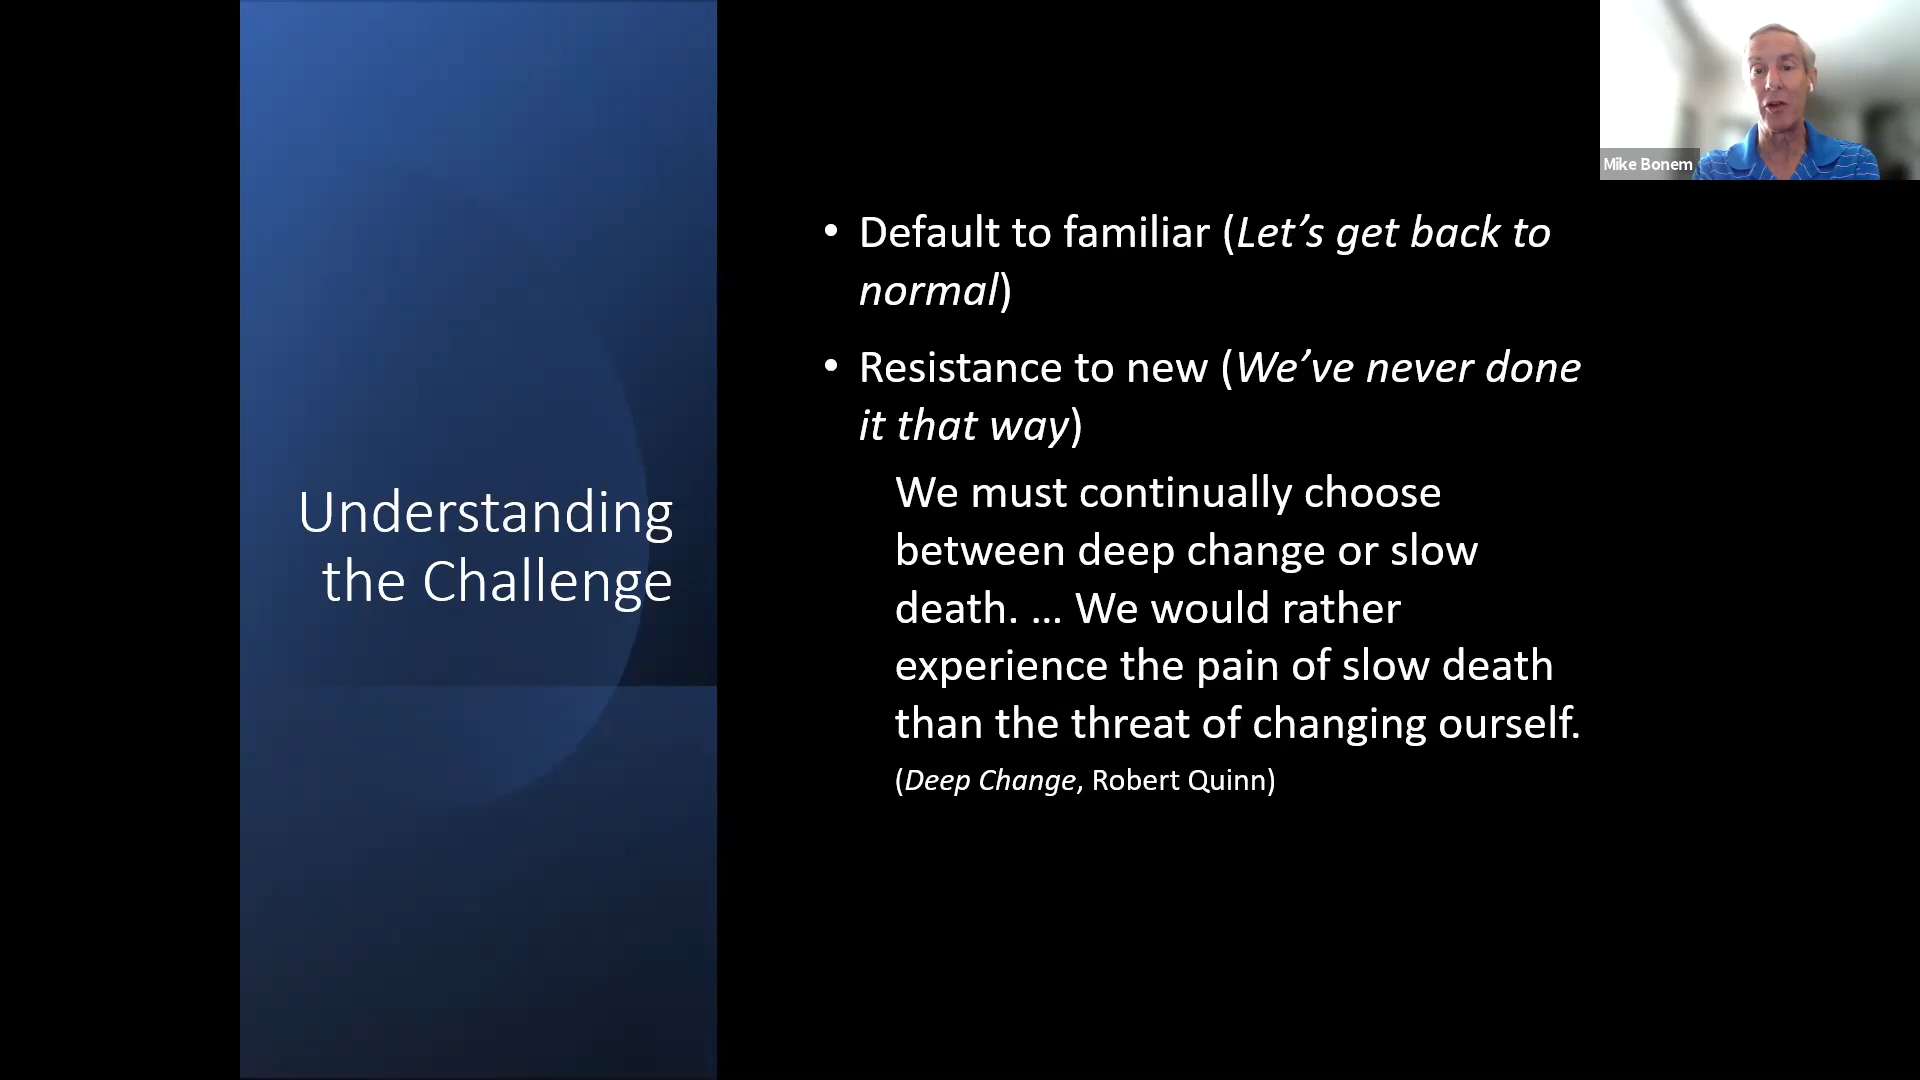 Mike Bonem
Understanding
the Challenge
• Default to familiar (Let’s get back to
normal)
• Resistance to new (We’ve never done
it that way)
We must continually choose
between deep change or slow
death. … We would rather
experience the pain of slow death
than the threat of changing ourself.
(Deep Change, Robert Quinn)